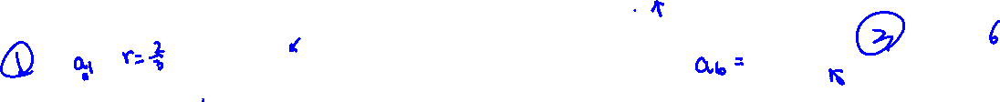 ① a₁ r = 2/3
a₆ =
② 6